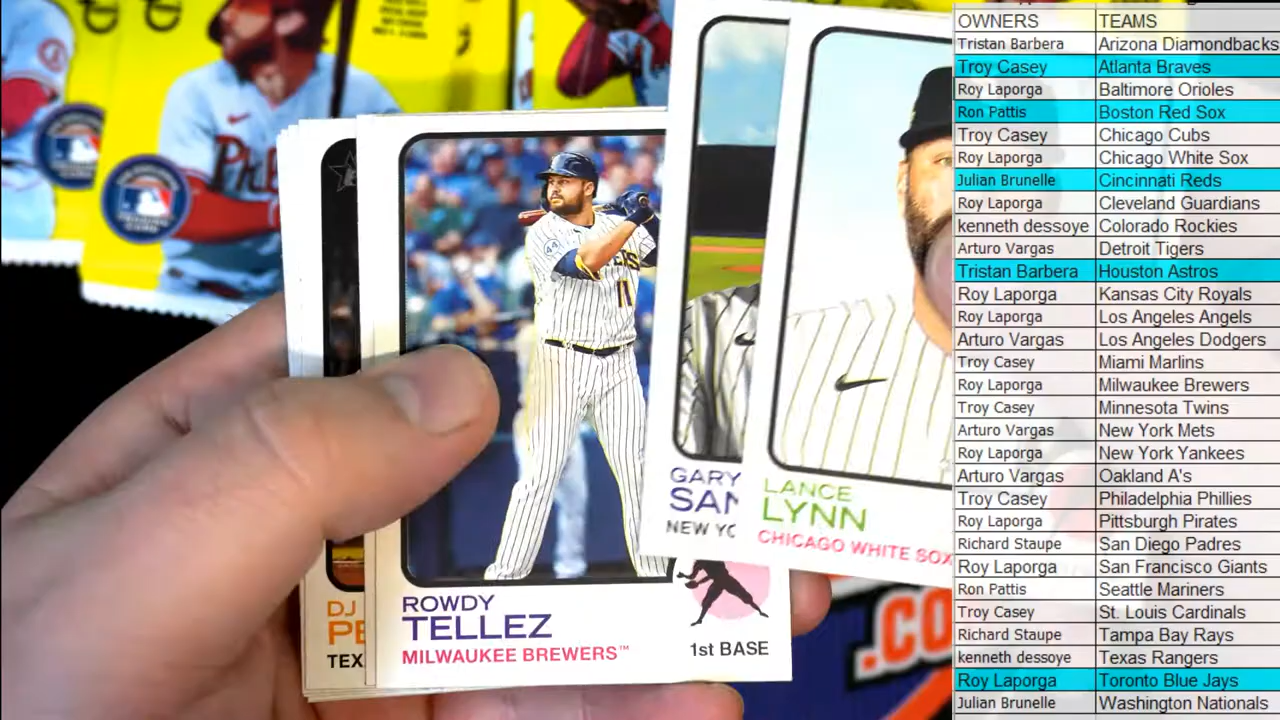 OWNERS TEAMS
Tristan Barbera Arizona Diamondbacks
Troy Casey Atlanta Braves
Roy Laporga Baltimore Orioles
Ron Pattis Boston Red Sox
Troy Casey Chicago Cubs
Roy Laporga Chicago White Sox
Julian Brunelle Cincinnati Reds
Roy Laporga Cleveland Guardians
kenneth dessoye Colorado Rockies
Arturo Vargas Detroit Tigers
Tristan Barbera Houston Astros
Roy Laporga Kansas City Royals
Roy Laporga Los Angeles Angels
Arturo Vargas Los Angeles Dodgers
Troy Casey Miami Marlins
Roy Laporga Milwaukee Brewers
Troy Casey Minnesota Twins
Arturo Vargas New York Mets
Roy Laporga New York Yankees
Arturo Vargas Oakland A's
Troy Casey Philadelphia Phillies
Roy Laporga Pittsburgh Pirates
Richard Staupe San Diego Padres
Roy Laporga San Francisco Giants
Ron Pattis Seattle Mariners
Troy Casey St. Louis Cardinals
Richard Staupe Tampa Bay Rays
kenneth dessoye Texas Rangers
Roy Laporga Toronto Blue Jays
Julian Brunelle Washington Nationals
GARY
SAN
NEW YO
LANCE
LYNN
CHICAGO WHITE SOX
DJ
PE
TEX
ROWDY
TELLEZ
MILWAUKEE BREWERS™
1st BASE
11
44
.CO